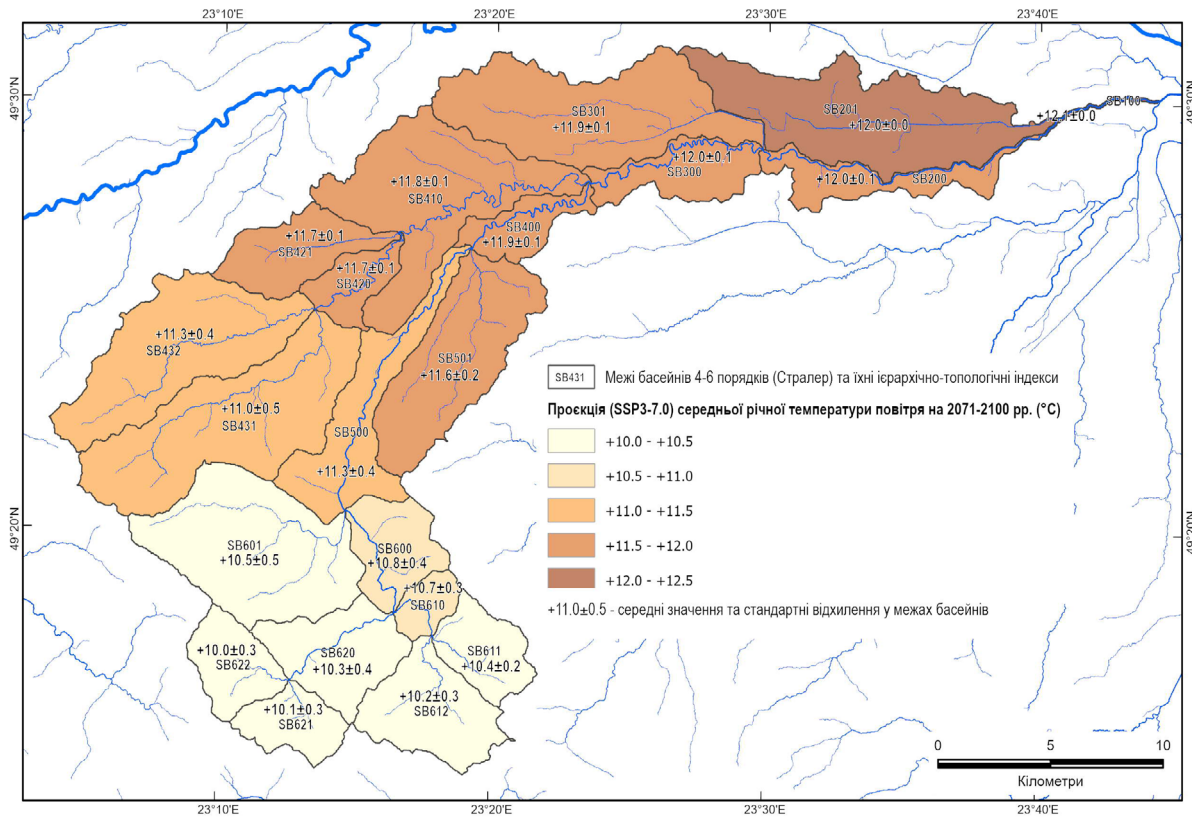 23°10'E
23°20'E
23°30'E
23°40'E
49°30'N
49°30'N
SB100
+12.1±0.0
SB201
+12.0±0.0
SB301
+11.9±0.1
+12.0±0.1
SB300
+12.0±0.1
SB200
+11.8±0.1
SB410
SB400
+11.9±0.1
+11.7±0.1
SB421
+11.7±0.1
SB420
+11.3±0.4
SB432
SB501
+11.6±0.2
+11.0±0.5
SB431
SB500
+11.3±0.4
SB431
Межі басейнів 4-6 порядків (Стралер) та їхні ієрархічно-топологічні індекси
Проєкція (SSP3-7.0) середньої річної температури повітря на 2071-2100 рр. (°C)
+10.0 - +10.5
+10.5 - +11.0
+11.0 - +11.5
+11.5 - +12.0
+12.0 - +12.5
+11.0±0.5 - середні значення та стандартні відхилення у межах басейнів
49°20'N
49°20'N
SB601
+10.5±0.5
SB600
+10.8±0.4
+10.7±0.3
SB610
+10.0±0.3
SB622
SB620
+10.3±0.4
SB611
+10.4±0.2
+10.2±0.3
SB612
+10.1±0.3
SB621
0
5
10
Кілометри
23°10'E
23°20'E
23°30'E
23°40'E